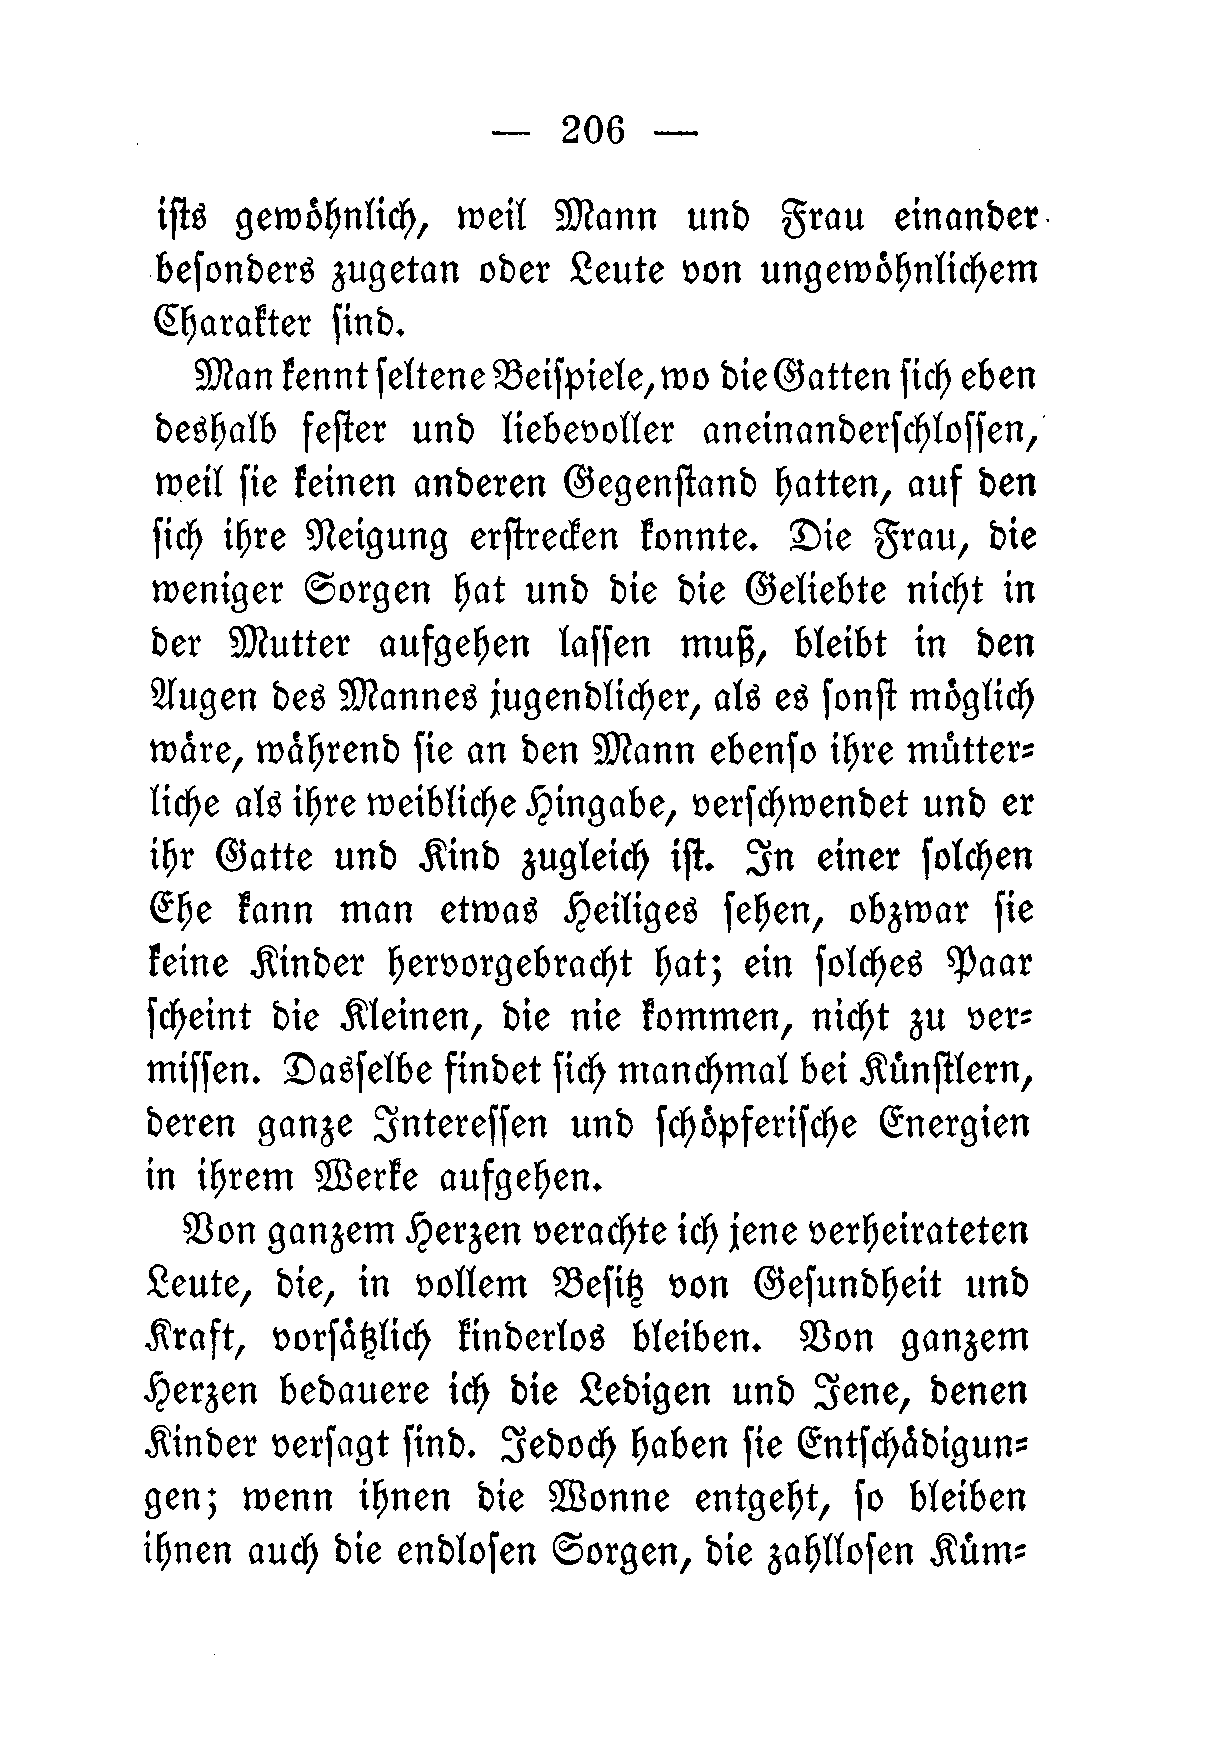 — 206 —
ists gewöhnlich, weil Mann und Frau einander
besonders zugetan oder Leute von ungewöhnlichem
Charakter sind.
Man kennt seltene Beispiele, wo die Gatten sich eben
deshalb fester und liebevoller aneinanderschlossen,
weil sie keinen anderen Gegenstand hatten, auf den
sich ihre Neigung erstrecken konnte. Die Frau, die
weniger Sorgen hat und die die Geliebte nicht in
der Mutter aufgehen lassen muß, bleibt in den
Augen des Mannes jugendlicher, als es sonst möglich
wäre, während sie an den Mann ebenso ihre mütter-
liche als ihre weibliche Hingabe, verschwendet und er
ihr Gatte und Kind zugleich ist. In einer solchen
Ehe kann man etwas Heiliges sehen, obzwar sie
keine Kinder hervorgebracht hat; ein solches Paar
scheint die Kleinen, die nie kommen, nicht zu ver-
missen. Dasselbe findet sich manchmal bei Künstlern,
deren ganze Interessen und schöpferische Energien
in ihrem Werke aufgehen.
Von ganzem Herzen verachte ich jene verheirateten
Leute, die, in vollem Besitz von Gesundheit und
Kraft, vorsätzlich kinderlos bleiben. Von ganzem
Herzen bedauere ich die Ledigen und Jene, denen
Kinder versagt sind. Jedoch haben sie Entschädigun-
gen; wenn ihnen die Wonne entgeht, so bleiben
ihnen auch die endlosen Sorgen, die zahllosen Küm-